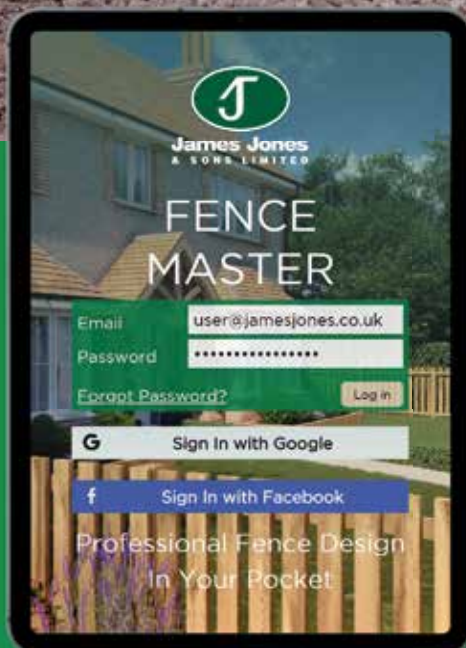 J
James Jones
& SONS LIMITED
FENCE
MASTER
Email user@jamesjones.co.uk
Password ••••••••••••••••
Forgot Password? Log in
G Sign In with Google
f Sign In with Facebook
Professional Fence Design
In Your Pocket